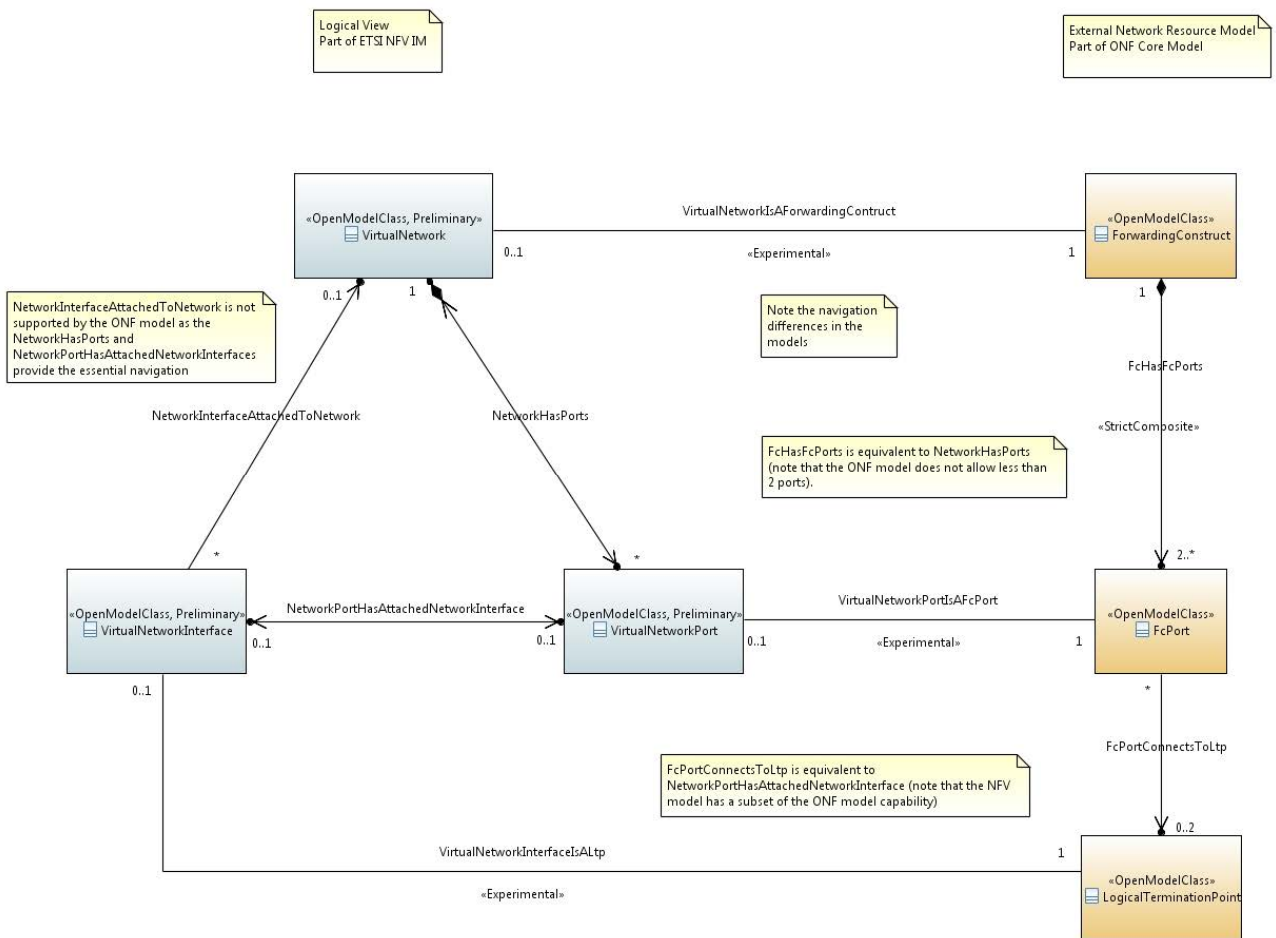 Logical View
Part of ETSI NFV IM
External Network Resource Model
Part of ONF Core Model
«OpenModelClass, Preliminary»
VirtualNetwork
VirtualNetworkIsAForwardingContruct
0..1
«Experimental»
1
«OpenModelClass»
ForwardingConstruct
0..1
1
1
NetworkInterfaceAttachedToNetwork is not
supported by the ONF model as the
NetworkHasPorts and
NetworkPortHasAttachedNetworkInterfaces
provide the essential navigation
Note the navigation
differences in the
models
FcHasFcPorts
NetworkInterfaceAttachedToNetwork
NetworkHasPorts
«StrictComposite»
FcHasFcPorts is equivalent to NetworkHasPorts
(note that the ONF model does not allow less than
2 ports).
*
*
2..*
«OpenModelClass, Preliminary»
VirtualNetworkInterface
NetworkPortHasAttachedNetworkInterface
0..1
0..1
«OpenModelClass, Preliminary»
VirtualNetworkPort
VirtualNetworkPortIsAFcPort
0..1
«Experimental»
1
«OpenModelClass»
FcPort
0..1
*
FcPortConnectsToLtp
FcPortConnectsToLtp is equivalent to
NetworkPortHasAttachedNetworkInterface (note that the NFV
model has a subset of the ONF model capability)
0..2
VirtualNetworkInterfaceIsALtp
1
«Experimental»
«OpenModelClass»
LogicalTerminationPoint